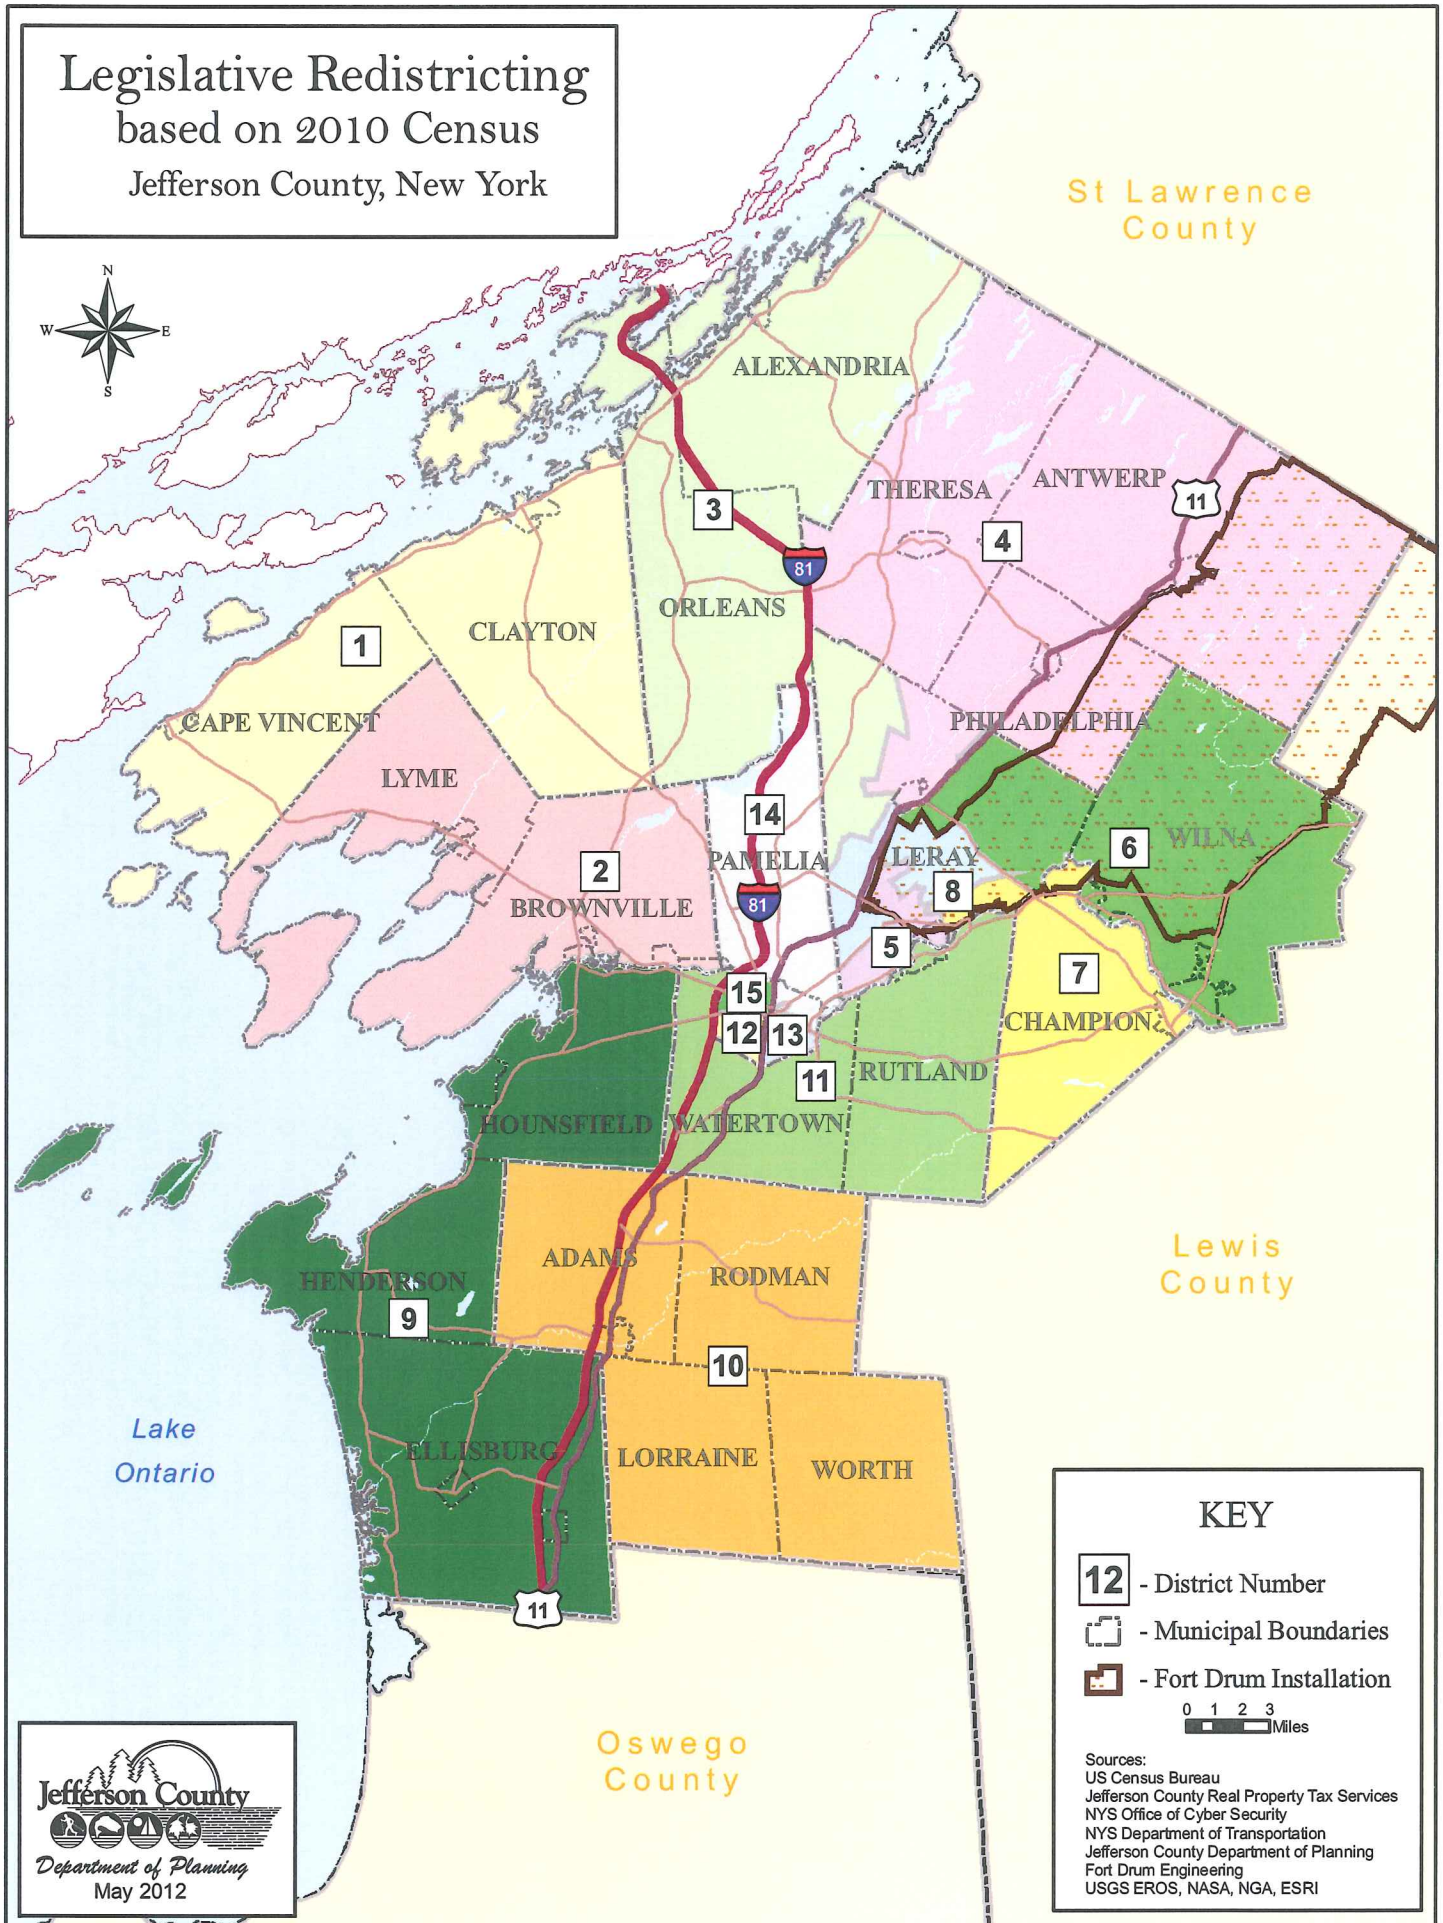 Legislative Redistricting
based on 2010 Census
Jefferson County, New York
St Lawrence
County
N
W
E
S
ALEXANDRIA
THERESA
ANTWERP
11
3
4
81
ORLEANS
CLAYTON
1
CAPE VINCENT
PHILADELPHIA
LYME
14
6
WILNA
PAMELIA
LERAY
2
8
81
BROWNVILLE
5
7
15
CHAMPION
12
13
11
RUTLAND
HOUNSFIELD
WATERTOWN
ADAMS
RODMAN
Lewis
County
HENDERSON
9
10
Lake
Ontario
ELLISBURG
LORRAINE
WORTH
11
Oswego
County
KEY
12 - District Number
- Municipal Boundaries
- Fort Drum Installation
0 1 2 3
Miles
Sources:
US Census Bureau
Jefferson County Real Property Tax Services
NYS Office of Cyber Security
NYS Department of Transportation
Jefferson County Department of Planning
Fort Drum Engineering
USGS EROS, NASA, NGA, ESRI
Jefferson County
Department of Planning
May 2012